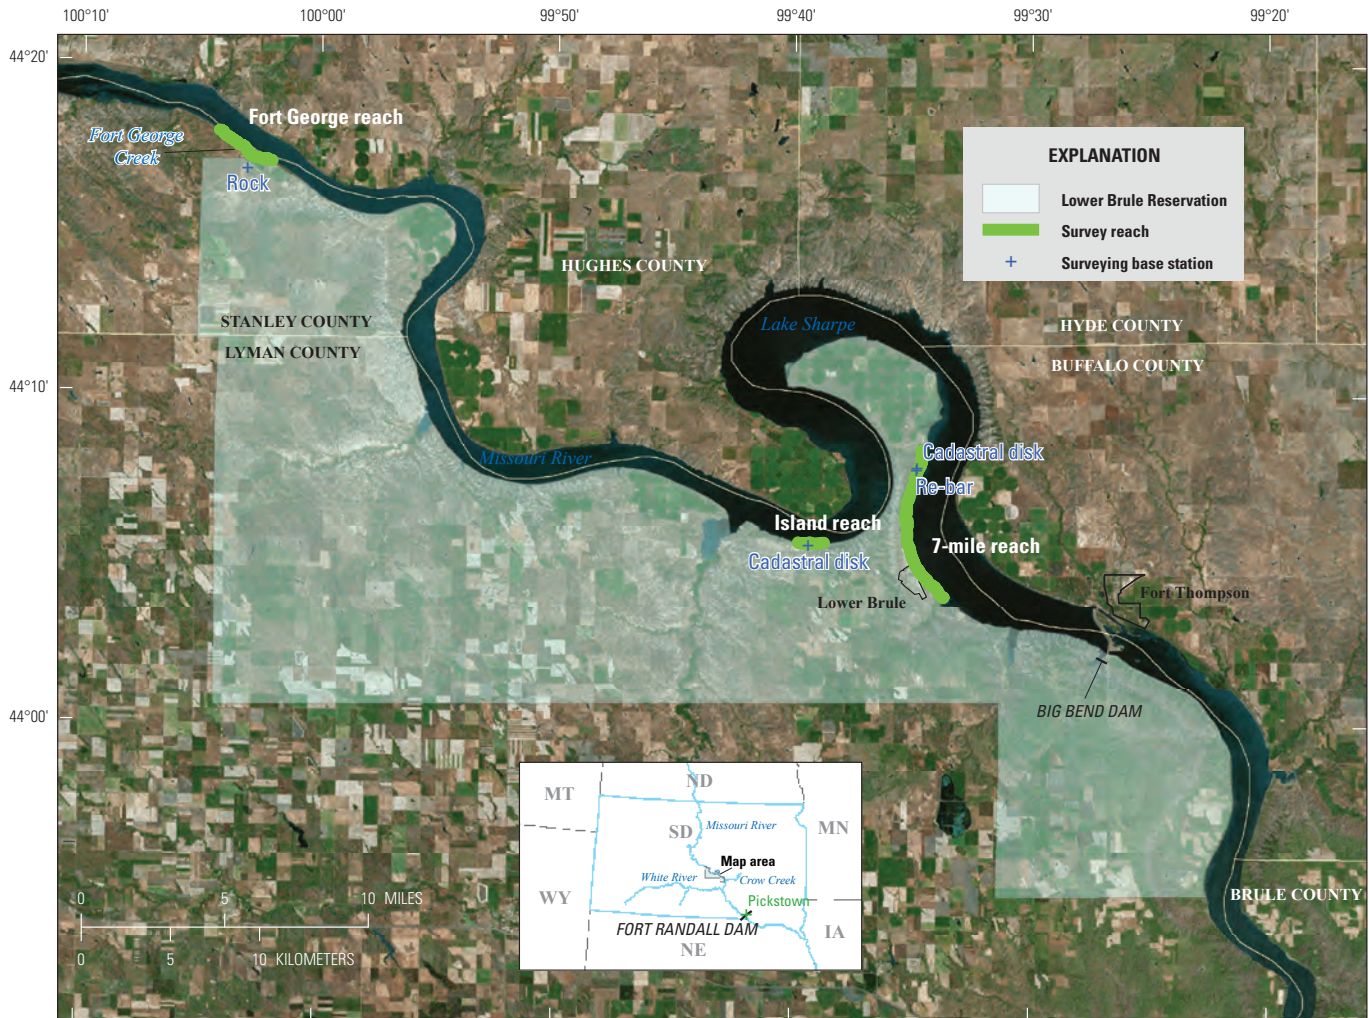 100°10'
100°00'
99°50'
99°40'
99°30'
99°20'
44°20'
Fort George reach
Fort George
Creek
Rock
EXPLANATION
Lower Brule Reservation
Survey reach
Surveying base station
HUGHES COUNTY
STANLEY COUNTY
LYMAN COUNTY
Lake Sharpe
HYDE COUNTY
BUFFALO COUNTY
44°10'
Missouri River
Cadastral disk
Re-bar
Island reach
7-mile reach
Cadastral disk
Lower Brule
Fort Thompson
44°00'
BIG BEND DAM
MT
ND
SD
Missouri River
MN
Map area
White River
Crow Creek
WY
Pickstown
FORT RANDALL DAM
NE
IA
BRULE COUNTY
0 5 10 MILES
0 5 10 KILOMETERS